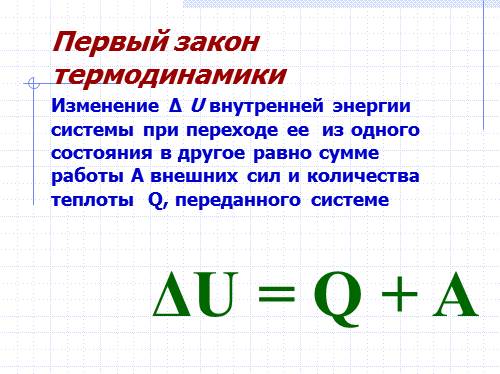 Первый закон
термодинамики
Изменение Δ U внутренней энергии
системы при переходе ее из одного
состояния в другое равно сумме
работы А внешних сил и количества
теплоты Q, переданного системе
ΔU = Q + A